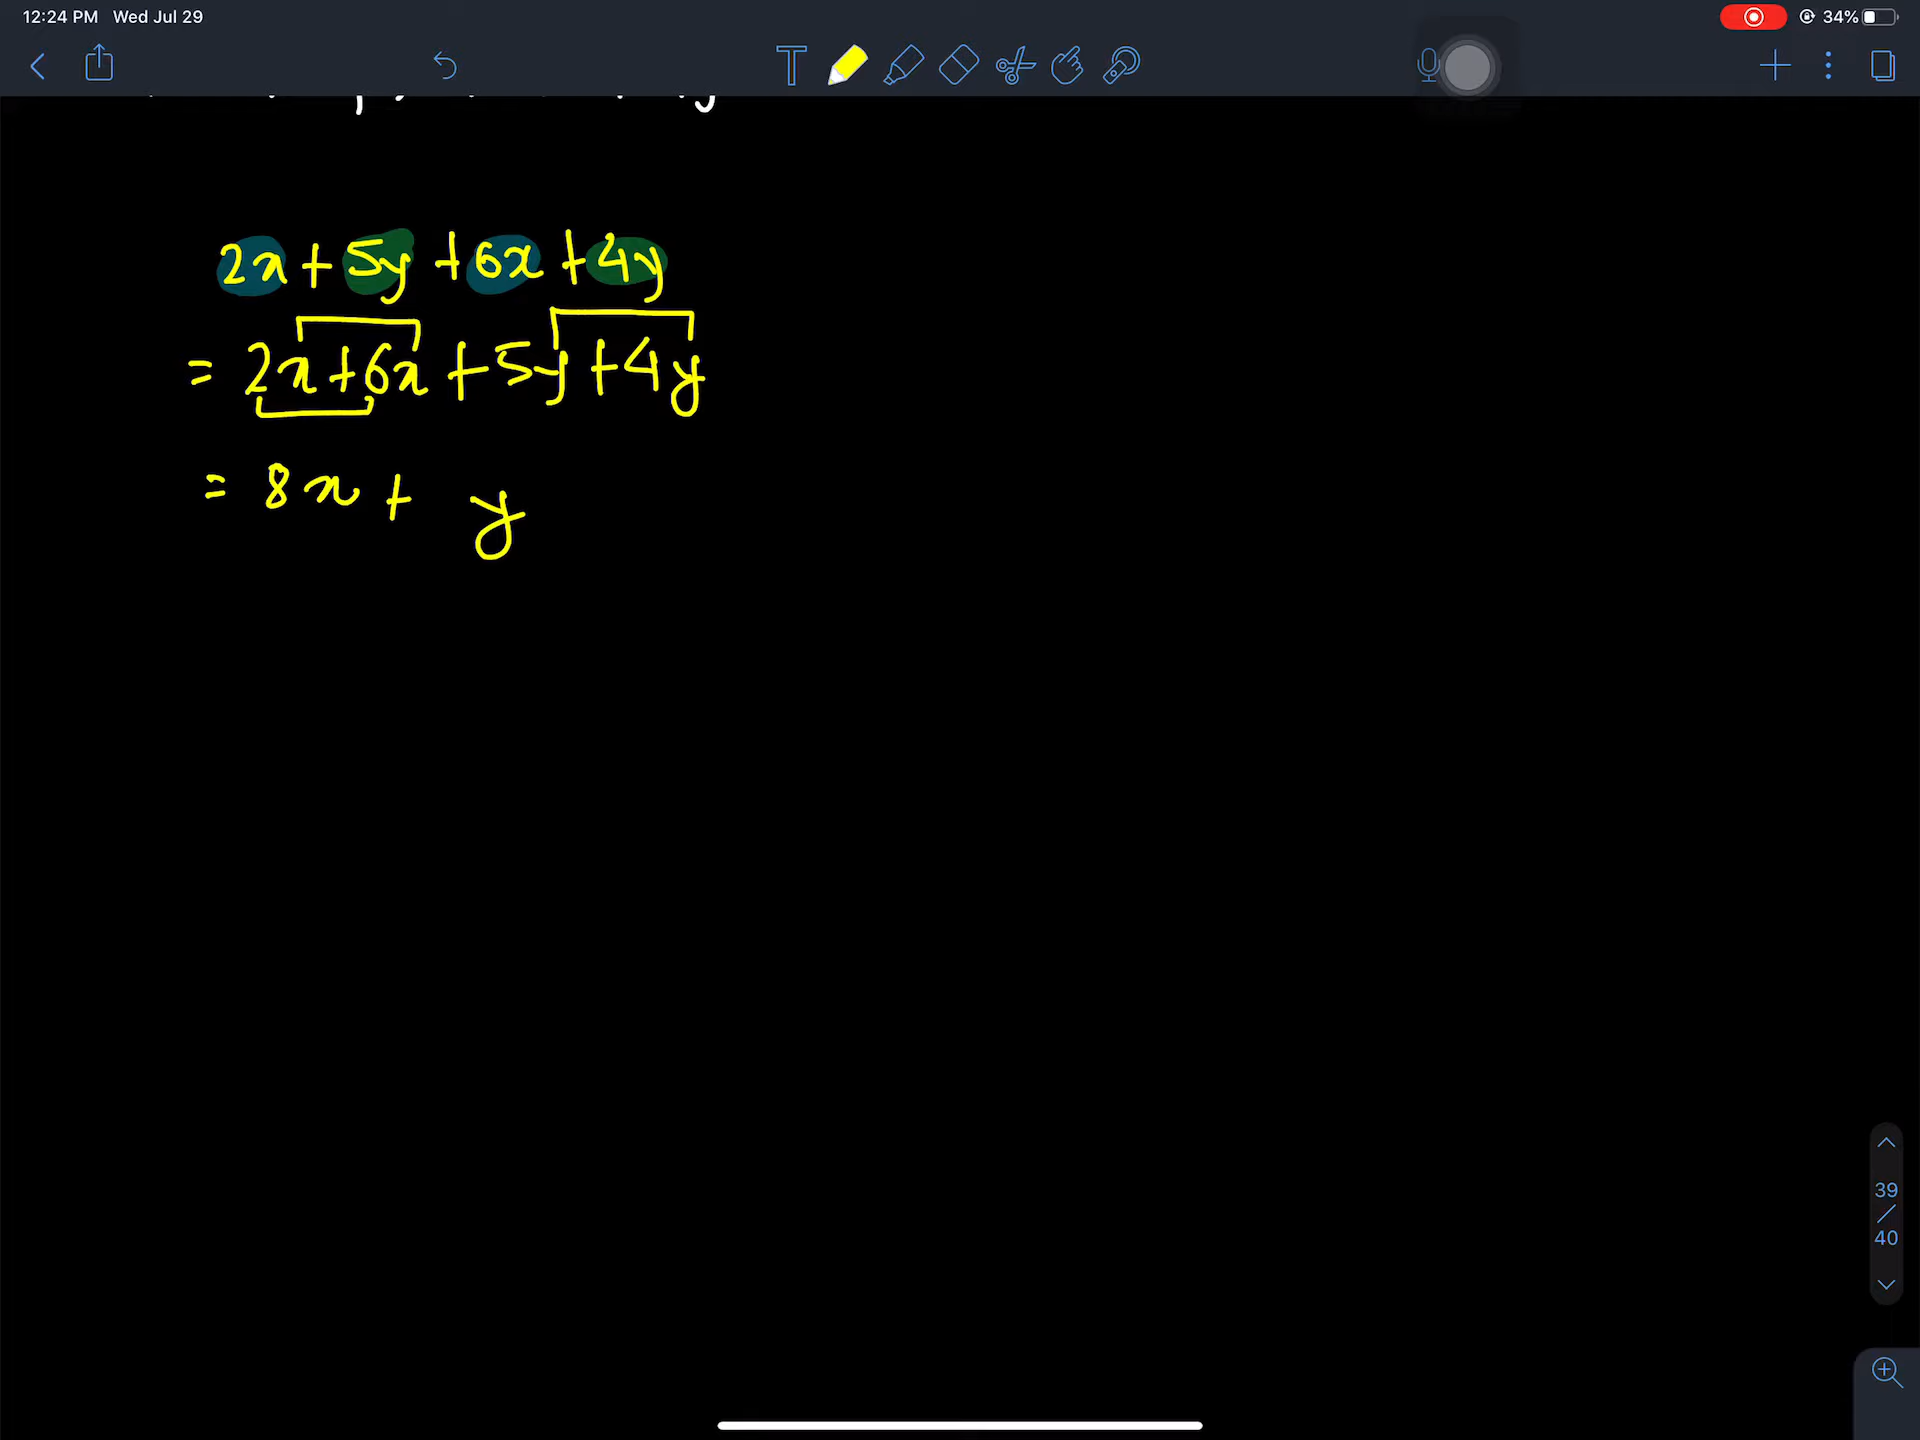 12:24 PM Wed Jul 29
34%
2x + 5y + 6x + 4y
= 2x + 6x + 5y + 4y
= 8x + y
39
/
40